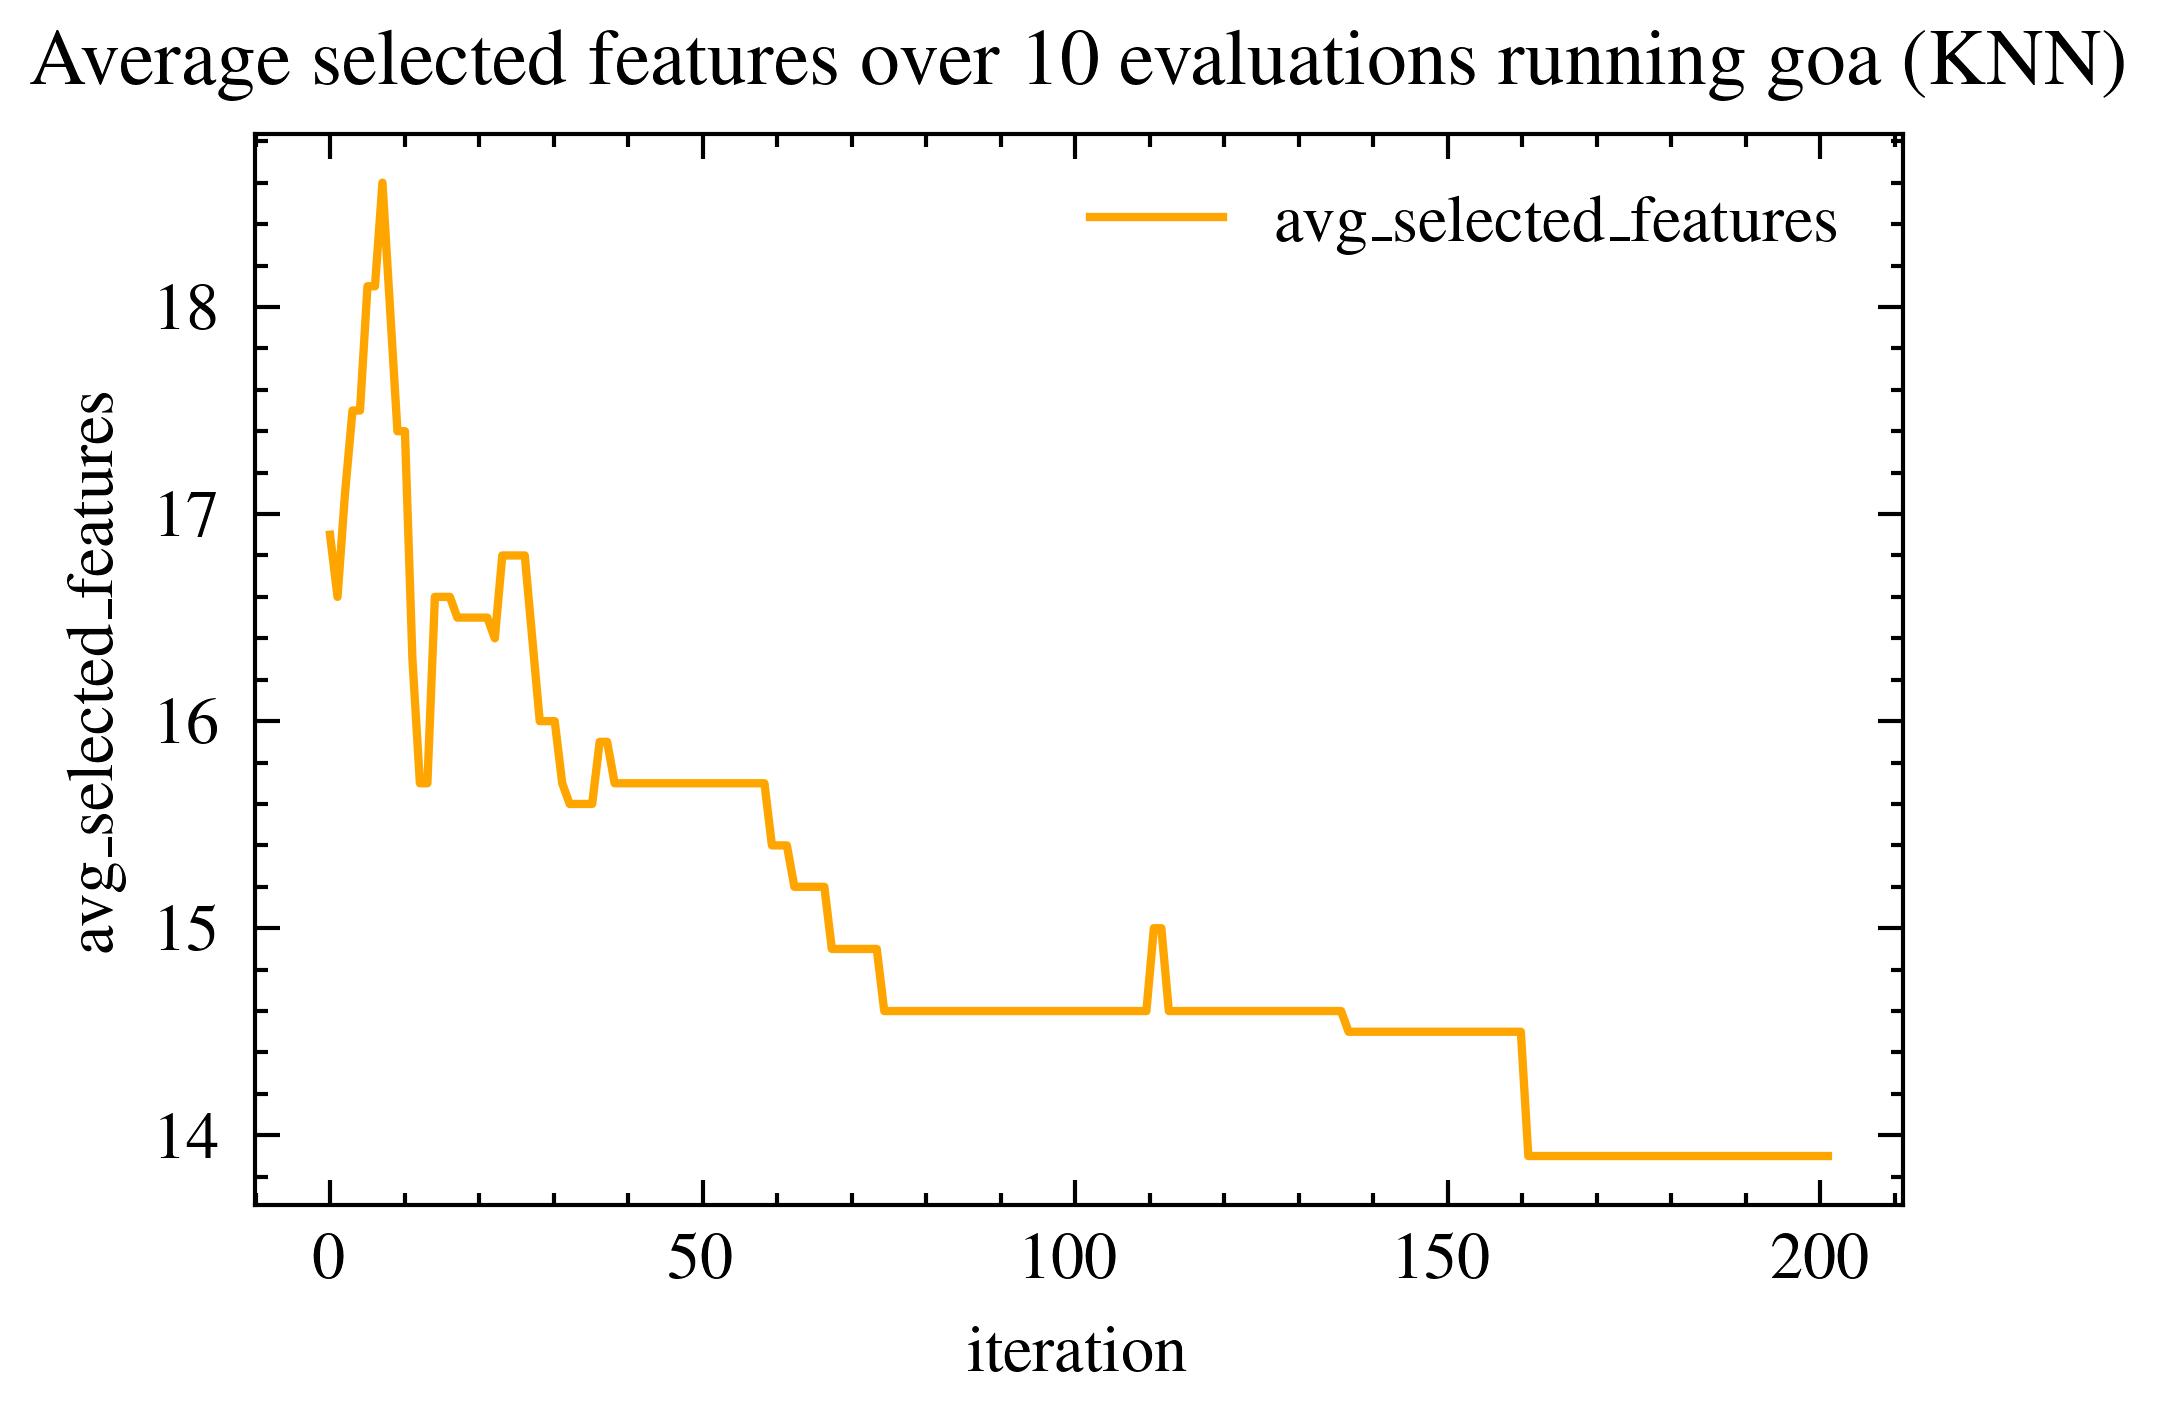 Average selected features over 10 evaluations running goa (KNN)
avg_selected_features
avg_selected_features
18
17
16
15
14
0 50 100 150 200
iteration